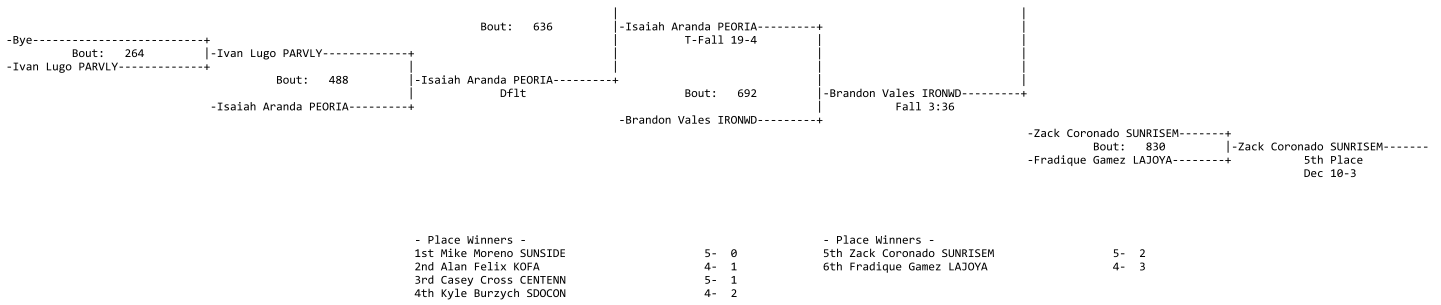 Bout: 636 |-Isaiah Aranda PEORIA---------+
-Bye--------------------------+ T-Fall 19-4
Bout: 264 |-Ivan Lugo PARVLY-------------+
-Ivan Lugo PARVLY-------------+
Bout: 488 |-Isaiah Aranda PEORIA---------+
Dflt Bout: 692 |-Brandon Vales IRONWD---------+
-Isaiah Aranda PEORIA---------+ Fall 3:36
-Brandon Vales IRONWD---------+
-Zack Coronado SUNRISEM-------+
Bout: 830 |-Zack Coronado SUNRISEM-------
-Fradique Gamez LAJOYA--------+ 5th Place
Dec 10-3
- Place Winners - - Place Winners -
1st Mike Moreno SUNSIDE 5- 0 5th Zack Coronado SUNRISEM 5- 2
2nd Alan Felix KOFA 4- 1 6th Fradique Gamez LAJOYA 4- 3
3rd Casey Cross CENTENN 5- 1
4th Kyle Burzych SDOCON 4- 2